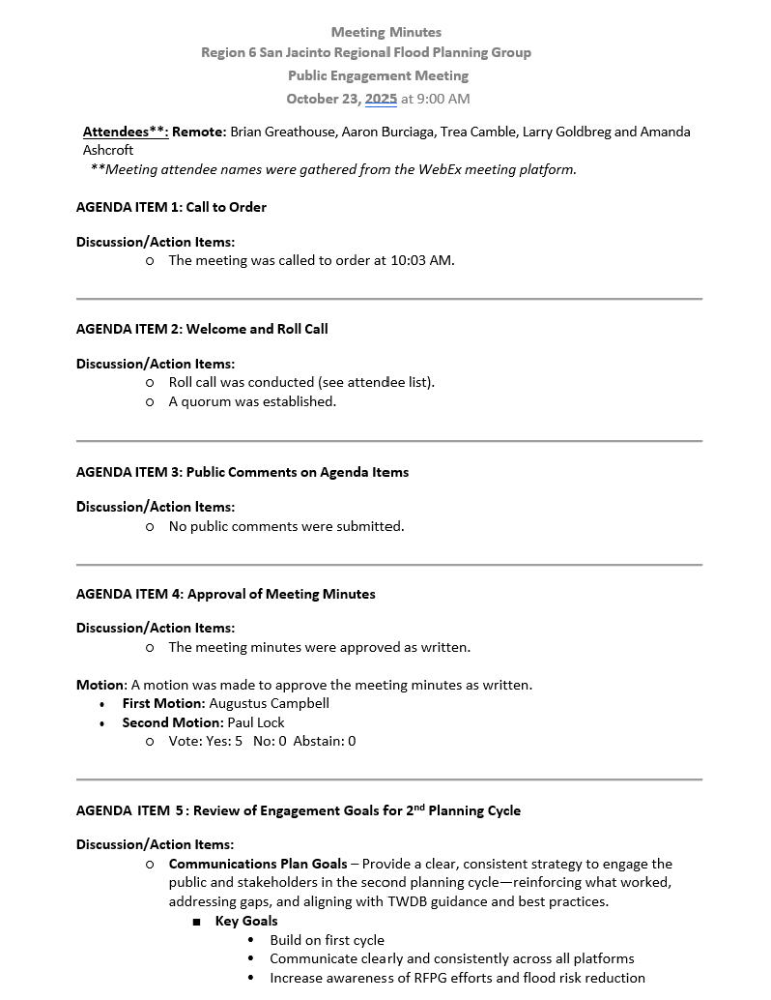 Meeting Minutes
Region 6 San Jacinto Regional Flood Planning Group
Public Engagement Meeting
October 23, 2025 at 9:00 AM
Attendees**: Remote: Brian Greathouse, Aaron Burciaga, Trea Camble, Larry Goldbreg and Amanda
Ashcroft
**Meeting attendee names were gathered from the WebEx meeting platform.
AGENDA ITEM 1: Call to Order
Discussion/Action Items:
o The meeting was called to order at 10:03 AM.
AGENDA ITEM 2: Welcome and Roll Call
Discussion/Action Items:
o Roll call was conducted (see attendee list).
o A quorum was established.
AGENDA ITEM 3: Public Comments on Agenda Items
Discussion/Action Items:
o No public comments were submitted.
AGENDA ITEM 4: Approval of Meeting Minutes
Discussion/Action Items:
o The meeting minutes were approved as written.
Motion: A motion was made to approve the meeting minutes as written.
• First Motion: Augustus Campbell
• Second Motion: Paul Lock
o Vote: Yes: 5 No: 0 Abstain: 0
AGENDA ITEM 5: Review of Engagement Goals for 2nd Planning Cycle
Discussion/Action Items:
o Communications Plan Goals – Provide a clear, consistent strategy to engage the
public and stakeholders in the second planning cycle—reinforcing what worked,
addressing gaps, and aligning with TWDB guidance and best practices.
▪ Key Goals
• Build on first cycle
• Communicate clearly and consistently across all platforms
• Increase awareness of RFPG efforts and flood risk reduction